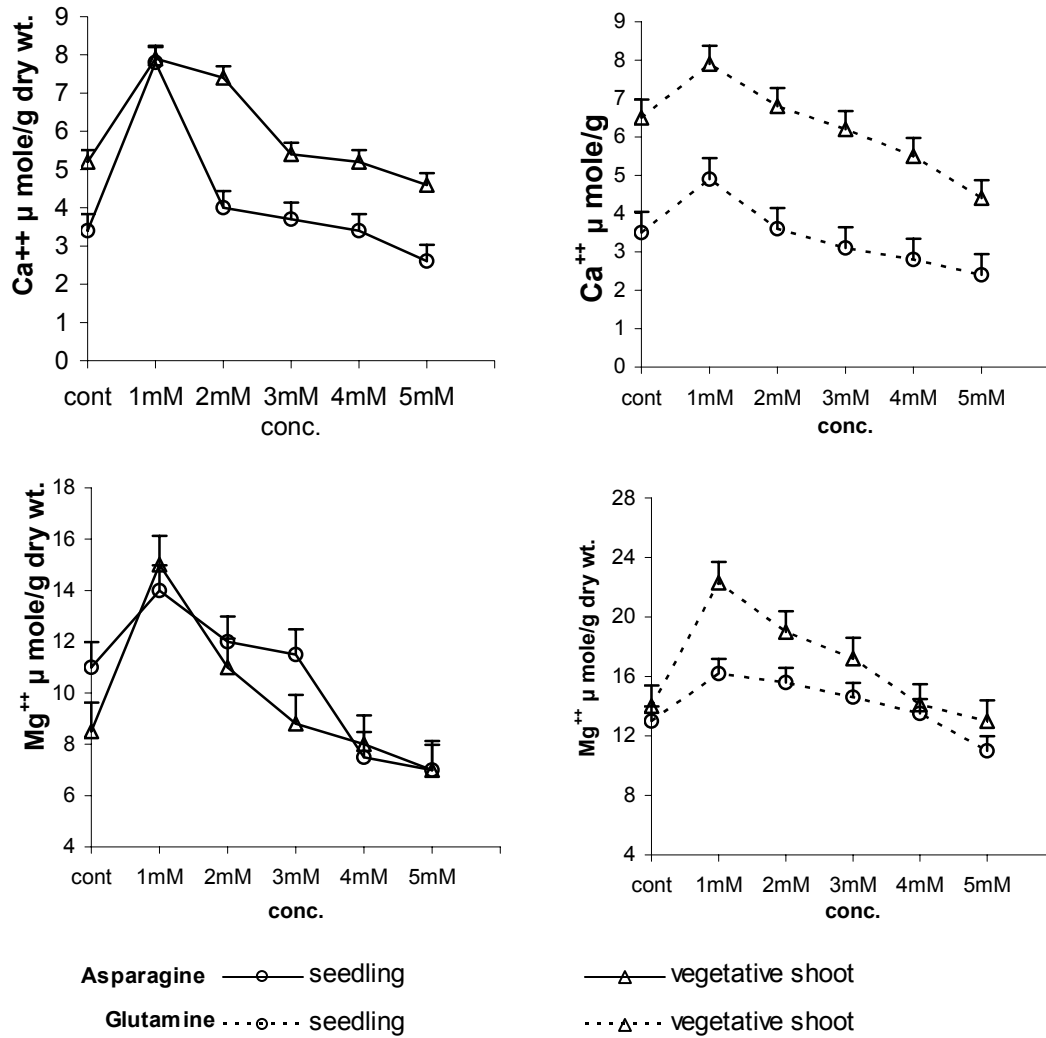 Ca++ µ mole/g dry wt.
9
8
7
6
5
4
3
2
1
0
cont 1mM 2mM 3mM 4mM 5mM
conc.
Ca++ µ mole/g
9
8
7
6
5
4
3
2
1
0
cont 1mM 2mM 3mM 4mM 5mM
conc.
Mg++ µ mole/g dry wt.
18
16
14
12
10
8
6
4
cont 1mM 2mM 3mM 4mM 5mM
conc.
Mg++ µ mole/g dry wt.
28
24
20
16
12
8
4
cont 1mM 2mM 3mM 4mM 5mM
conc.
Asparagine seedling vegetative shoot
Glutamine seedling vegetative shoot